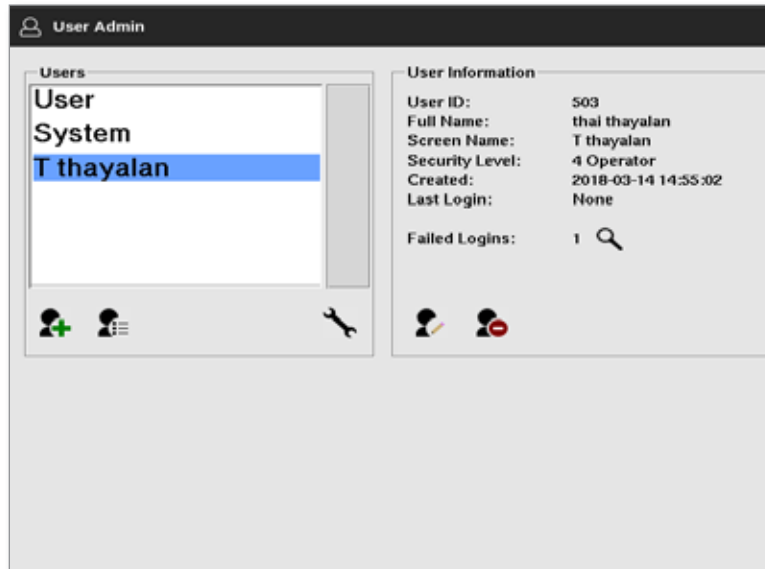 User Admin
Users
User
System
T thayalan
User Information
User ID: 503
Full Name: thai thayalan
Screen Name: T thayalan
Security Level: 4 Operator
Created: 2018-03-14 14:55:02
Last Login: None
Failed Logins: 1